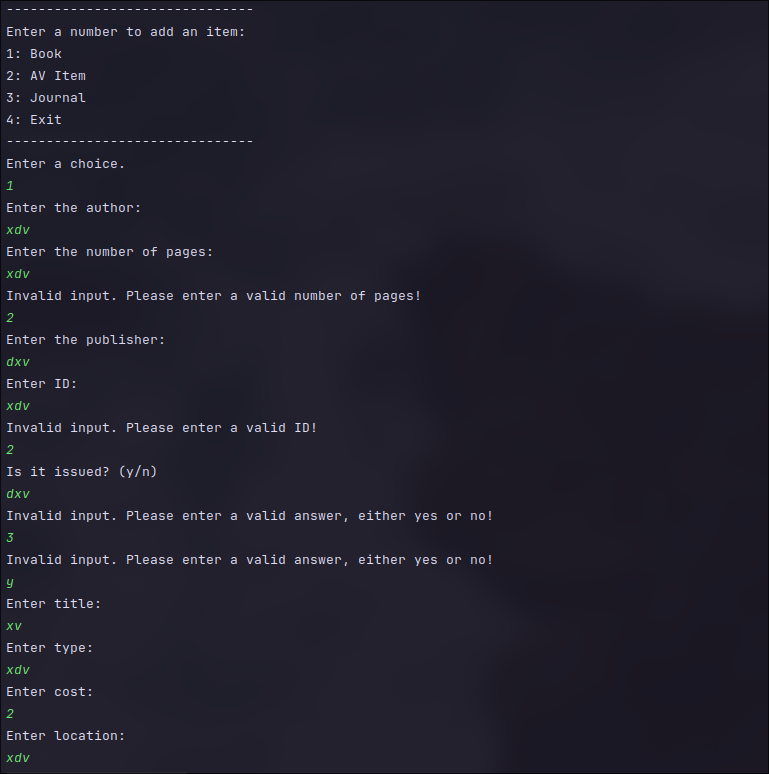 -------------------------------
Enter a number to add an item:
1: Book
2: AV Item
3: Journal
4: Exit
-------------------------------
Enter a choice.
1
Enter the author:
xdv
Enter the number of pages:
xdv
Invalid input. Please enter a valid number of pages!
2
Enter the publisher:
dxv
Enter ID:
xdv
Invalid input. Please enter a valid ID!
2
Is it issued? (y/n)
dxv
Invalid input. Please enter a valid answer, either yes or no!
3
Invalid input. Please enter a valid answer, either yes or no!
y
Enter title:
xv
Enter type:
xdv
Enter cost:
2
Enter location:
xdv